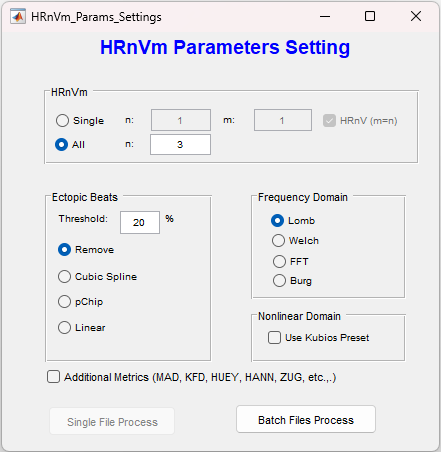 HRnVm_Params_Settings
HRnVm Parameters Setting
HRnVm
Single n: 1 m: 1 HRnV (m=n)
All n: 3
Ectopic Beats
Threshold: 20 %
Remove
Cubic Spline
pChip
Linear
Frequency Domain
Lomb
Welch
FFT
Burg
Nonlinear Domain
Use Kubios Preset
Additional Metrics (MAD, KFD, HUEY, HANN, ZUG, etc.,.)
Single File Process
Batch Files Process